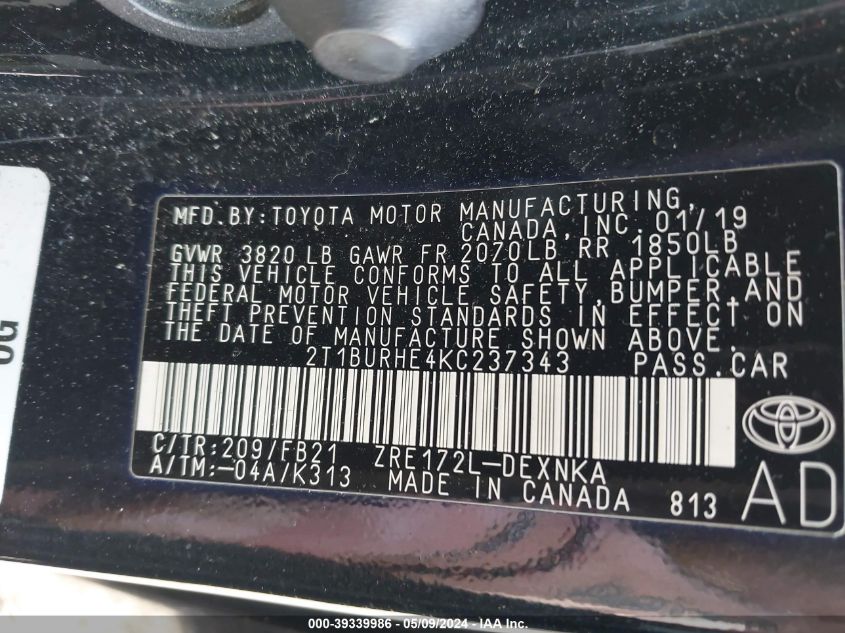 MFD.BY:TOYOTA MOTOR MANUFACTURING,
CANADA, INC. 01/19
GVWR 3820 LB GAWR FR 2070LB RR 1850LB
THIS VEHICLE CONFORMS TO ALL APPLICABLE
FEDERAL MOTOR VEHICLE SAFETY, BUMPER, AND
THEFT PREVENTION STANDARDS IN EFFECT ON
THE DATE OF MANUFACTURE SHOWN ABOVE.
2T1BURHE4KC237343 PASS.CAR
C/TR:209/FB21 ZRE172L-DEXNKA
A/TM:-04A/K313 MADE IN CANADA 813
AD
000-39339986 - 05/09/2024 - IAA Inc.